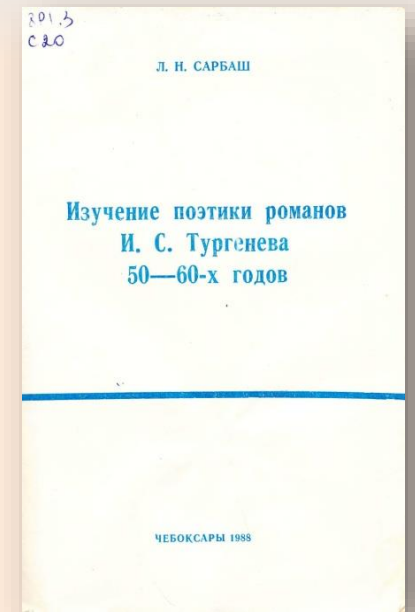 801.3
С20
Л. Н. САРБАШ
Изучение поэтики романов
И. С. Тургенева
50—60-х годов
ЧЕБОКСАРЫ 1988